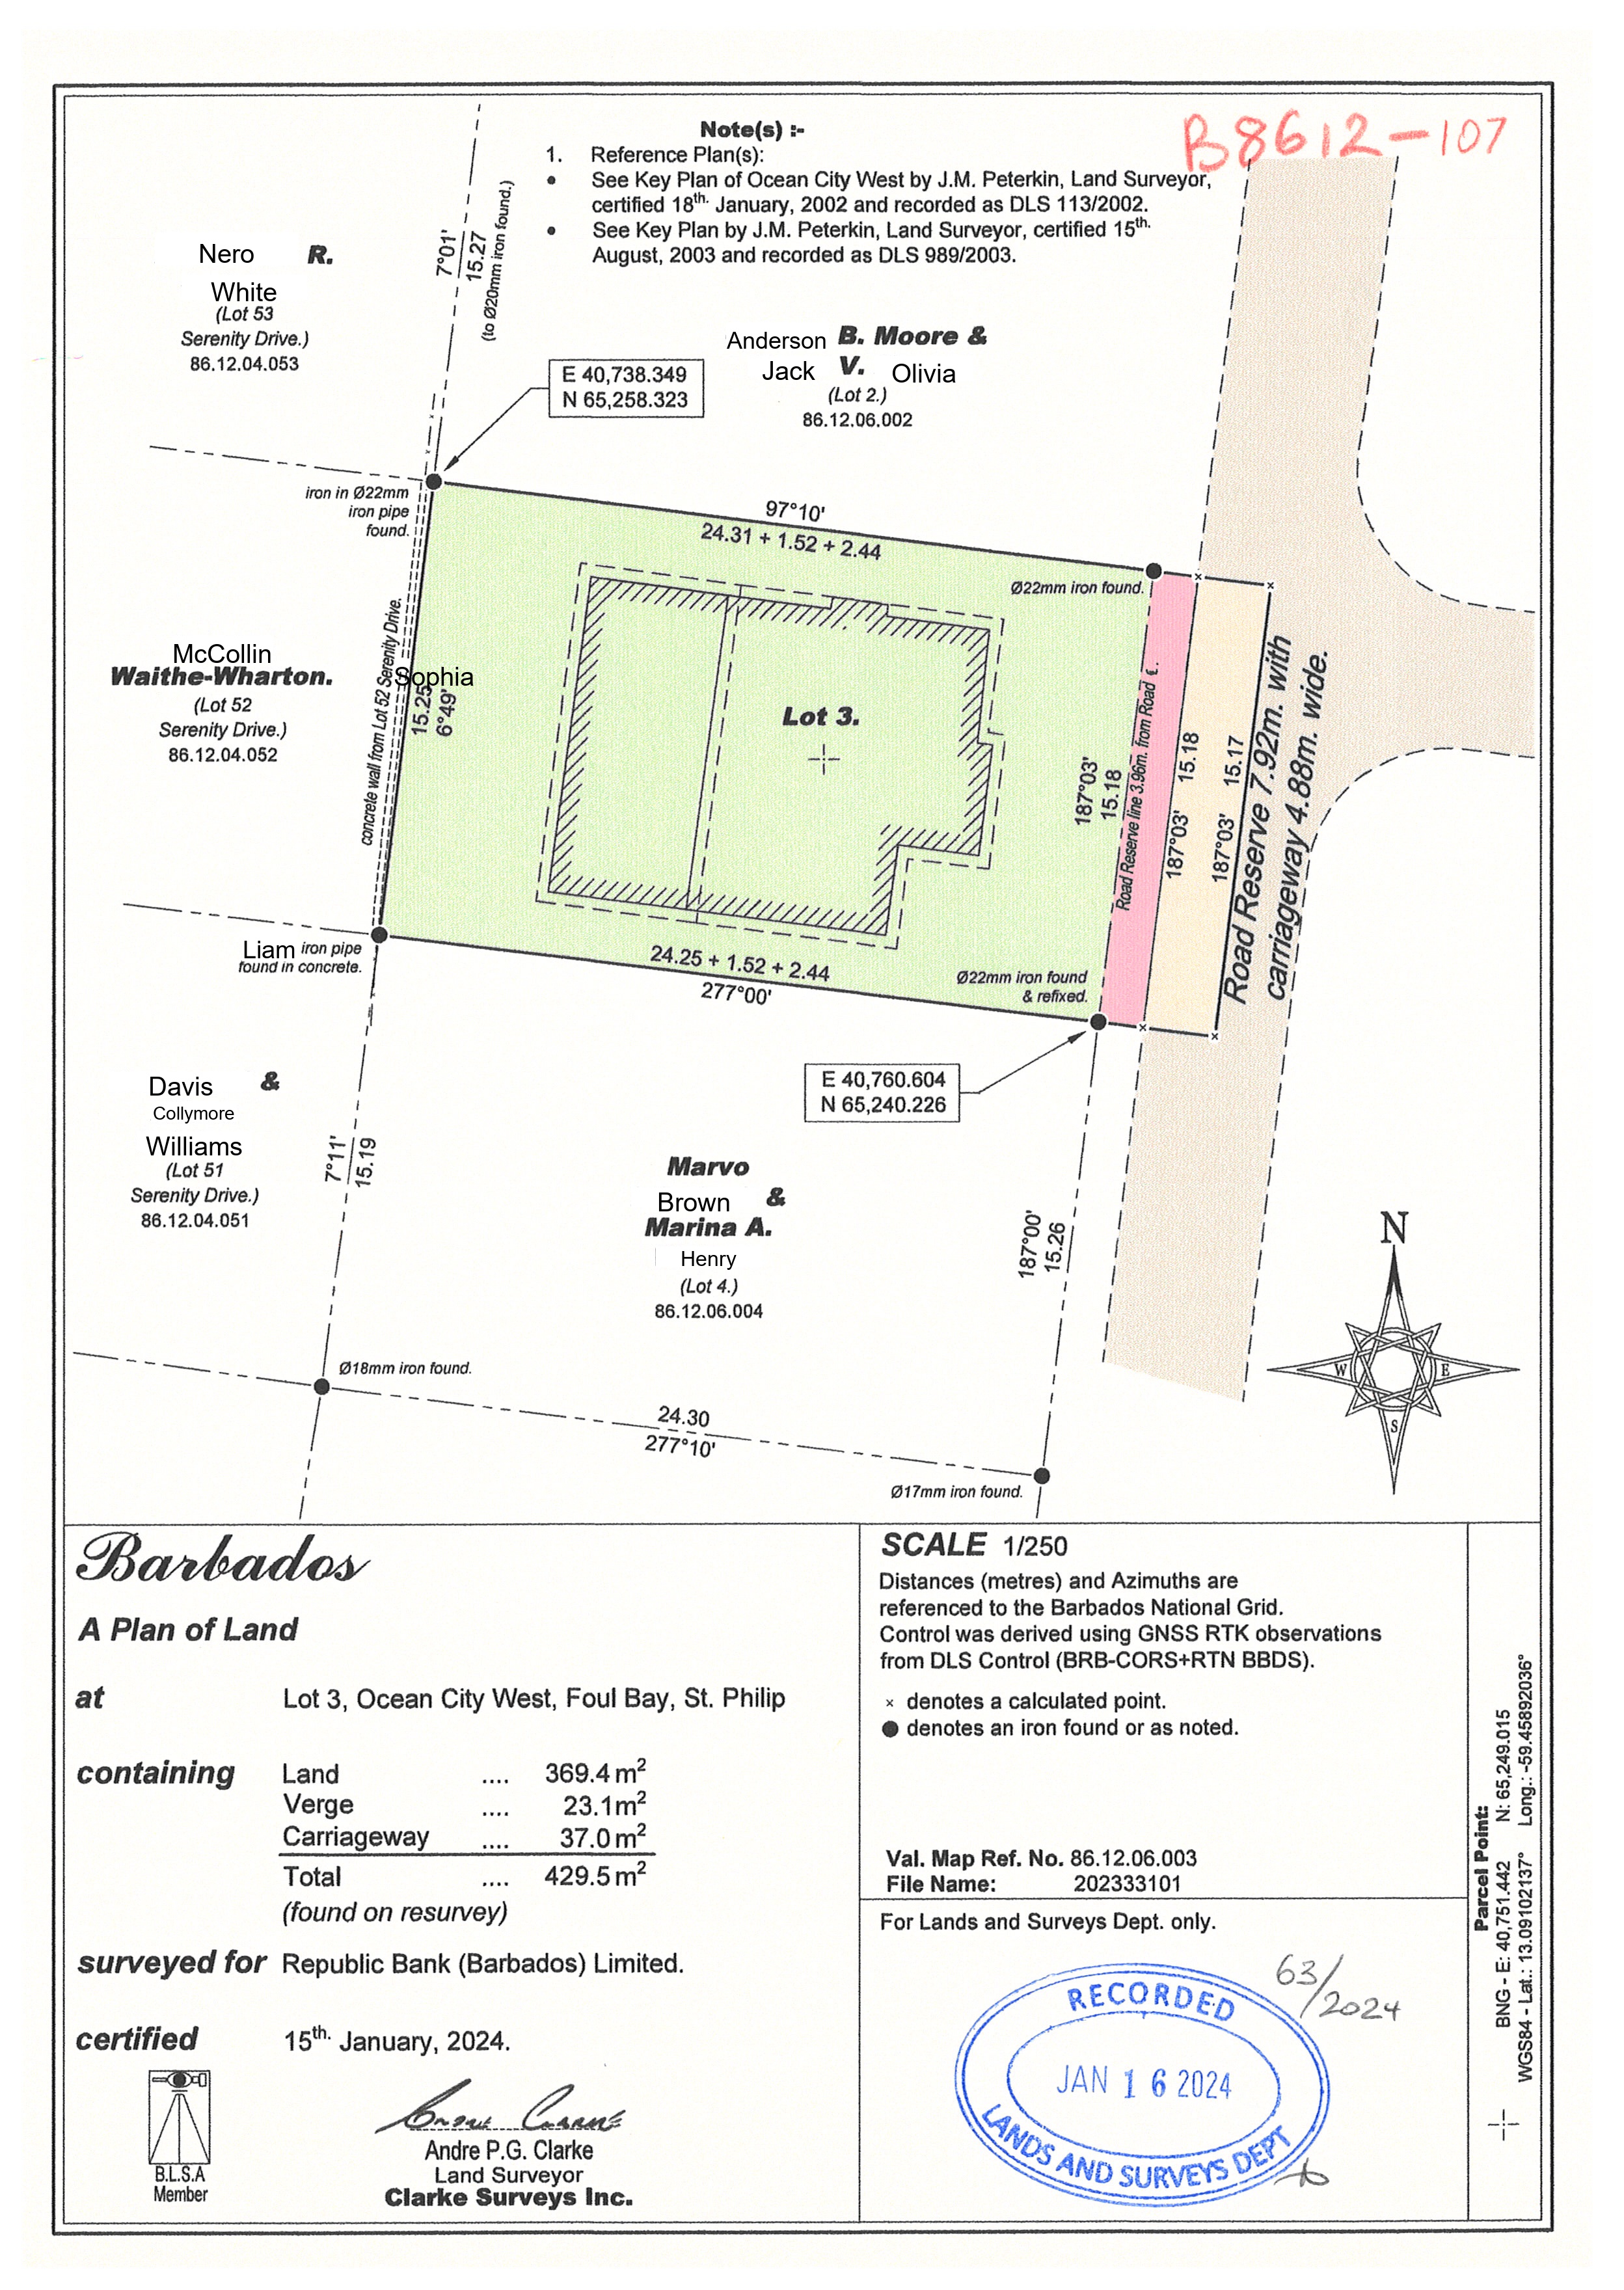 B8612-107
Note(s) :-
1. Reference Plan(s):
• See Key Plan of Ocean City West by J.M. Peterkin, Land Surveyor,
certified 18th. January, 2002 and recorded as DLS 113/2002.
• See Key Plan by J.M. Peterkin, Land Surveyor, certified 15th.
August, 2003 and recorded as DLS 989/2003.
7°01'
15.27
(to Ø20mm iron found.)
Nero R.
White
(Lot 53
Serenity Drive.)
86.12.04.053
Anderson B. Moore &
Jack V. Olivia
(Lot 2.)
86.12.06.002
E 40,738.349
N 65,258.323
iron in Ø22mm
iron pipe
found.
97°10'
24.31 + 1.52 + 2.44
Ø22mm iron found.
McCollin
Waithe-Wharton.
(Lot 52
Serenity Drive.)
86.12.04.052
concrete wall from Lot 52 Serenity Drive.
Sophia
15.25
6°49'
Lot 3.
187°03'
15.18
Road Reserve line 3.96m. from Road ℄.
187°03' 15.18
187°03' 15.17
Road Reserve 7.92m. with
carriageway 4.88m. wide.
Liam iron pipe
found in concrete.
24.25 + 1.52 + 2.44
277°00'
Ø22mm iron found
& refixed.
E 40,760.604
N 65,240.226
Davis &
Collymore
Williams
(Lot 51
Serenity Drive.)
86.12.04.051
7°11'
15.19
Marvo
Brown &
Marina A.
Henry
(Lot 4.)
86.12.06.004
187°00'
15.26
N
W
E
S
Ø18mm iron found.
24.30
277°10'
Ø17mm iron found.
Barbados
A Plan of Land
at Lot 3, Ocean City West, Foul Bay, St. Philip
containing Land .... 369.4 m²
Verge .... 23.1m²
Carriageway .... 37.0 m²
Total .... 429.5 m²
(found on resurvey)
surveyed for Republic Bank (Barbados) Limited.
certified 15th. January, 2024.
B.L.S.A
Member
Andre P.G. Clarke
Land Surveyor
Clarke Surveys Inc.
SCALE 1/250
Distances (metres) and Azimuths are
referenced to the Barbados National Grid.
Control was derived using GNSS RTK observations
from DLS Control (BRB-CORS+RTN BBDS).
× denotes a calculated point.
● denotes an iron found or as noted.
Val. Map Ref. No. 86.12.06.003
File Name: 202333101
For Lands and Surveys Dept. only.
63/2024
RECORDED
JAN 16 2024
LANDS AND SURVEYS DEPT
Parcel Point:
BNG - E: 40,751.442 N: 65,249.015
WGS84 - Lat.: 13.09102137° Long.: -59.45892036°